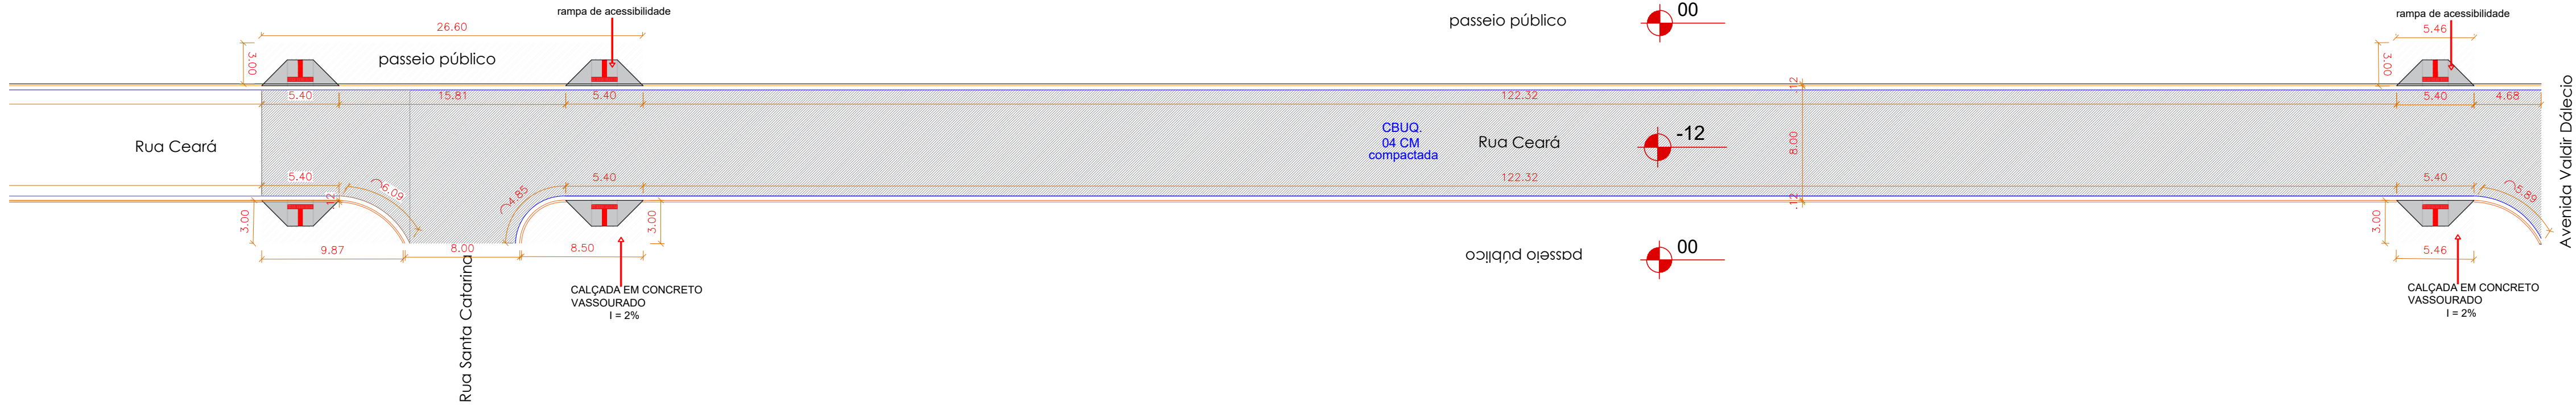 rampa de acessibilidade
26.60
3.00
passeio público
passeio público
00
rampa de acessibilidade
5.46
3.00
5.40
15.81
5.40
122.32
.12
5.40
4.68
Rua Ceará
CBUQ.
04 CM
compactada
Rua Ceará
-12
8.00
Avenida Valdir Dálecio
5.40
6.09
4.85
5.40
122.32
5.40
5.89
.12
.12
3.00
3.00
3.00
9.87
8.00
8.50
passeio público
00
5.46
Rua Santa Catarina
CALÇADA EM CONCRETO
VASSOURADO
I = 2%
CALÇADA EM CONCRETO
VASSOURADO
I = 2%